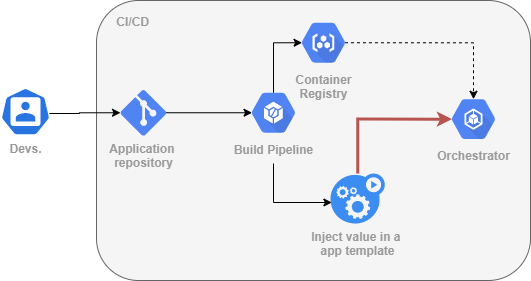 CI/CD
Container
Registry
Devs.
Application
repository
Build Pipeline
Orchestrator
Inject value in a
app template